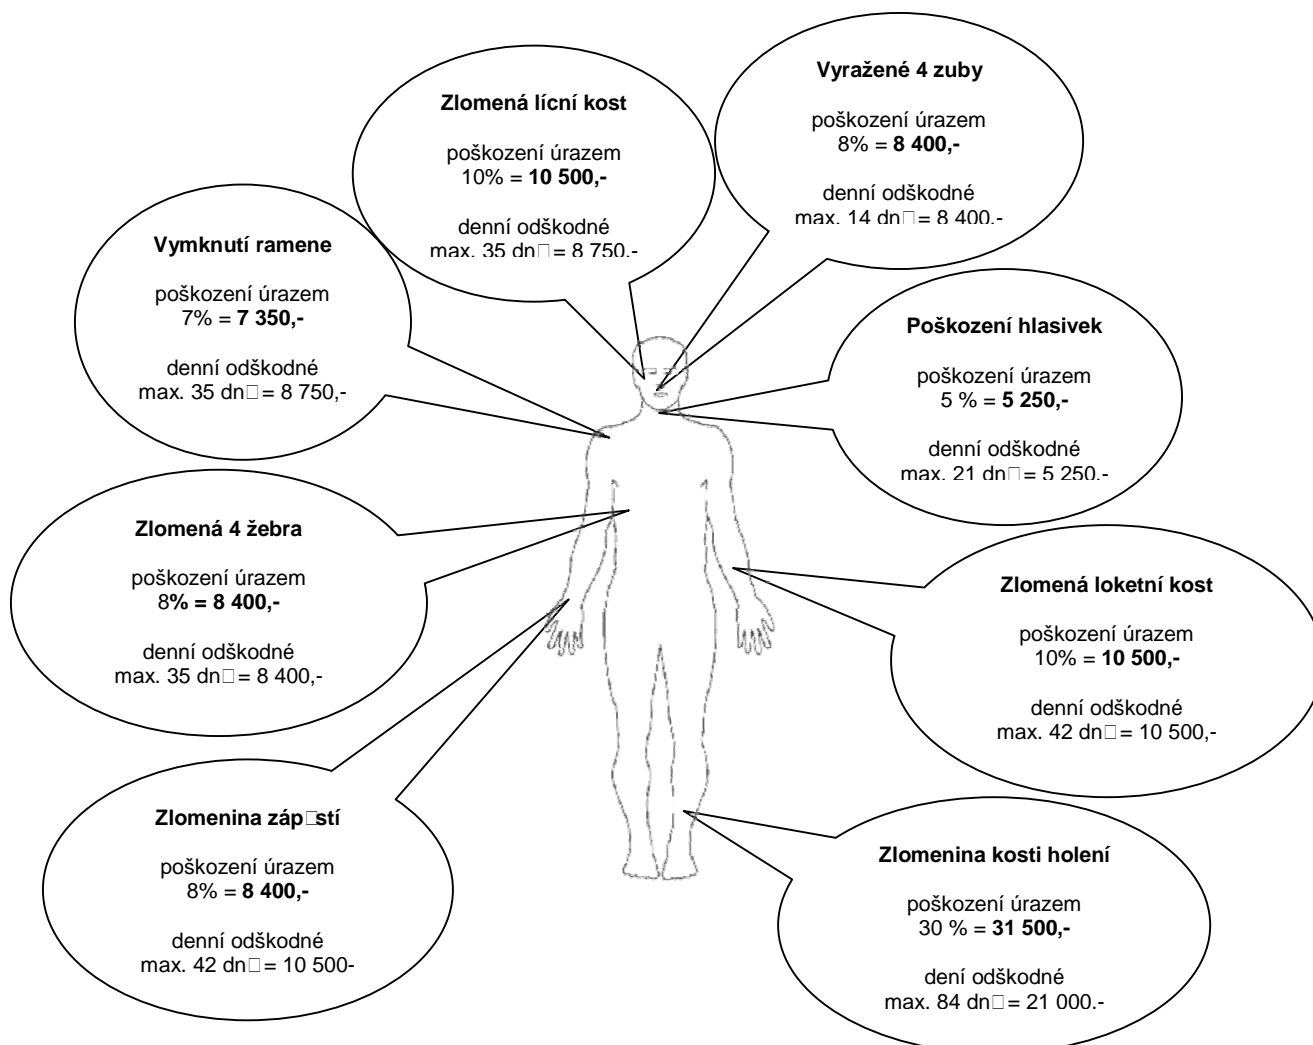 Vyražené 4 zuby
poškození úrazem
8% = 8 400,-
denní odškodné
max. 14 dn□ = 8 400.-
Zlomená lícní kost
poškození úrazem
10% = 10 500,-
denní odškodné
max. 35 dn□ = 8 750.-
Vymknutí ramene
poškození úrazem
7% = 7 350,-
denní odškodné
max. 35 dn□ = 8 750,-
Poškození hlasivek
poškození úrazem
5 % = 5 250,-
denní odškodné
max. 21 dn□ = 5 250.-
Zlomená 4 žebra
poškození úrazem
8% = 8 400,-
denní odškodné
max. 35 dn□ = 8 400,-
Zlomená loketní kost
poškození úrazem
10% = 10 500,-
denní odškodné
max. 42 dn□ = 10 500,-
Zlomenina záp□stí
poškození úrazem
8% = 8 400,-
denní odškodné
max. 42 dn□ = 10 500-
Zlomenina kosti holení
poškození úrazem
30 % = 31 500,-
dení odškodné
max. 84 dn□ = 21 000.-